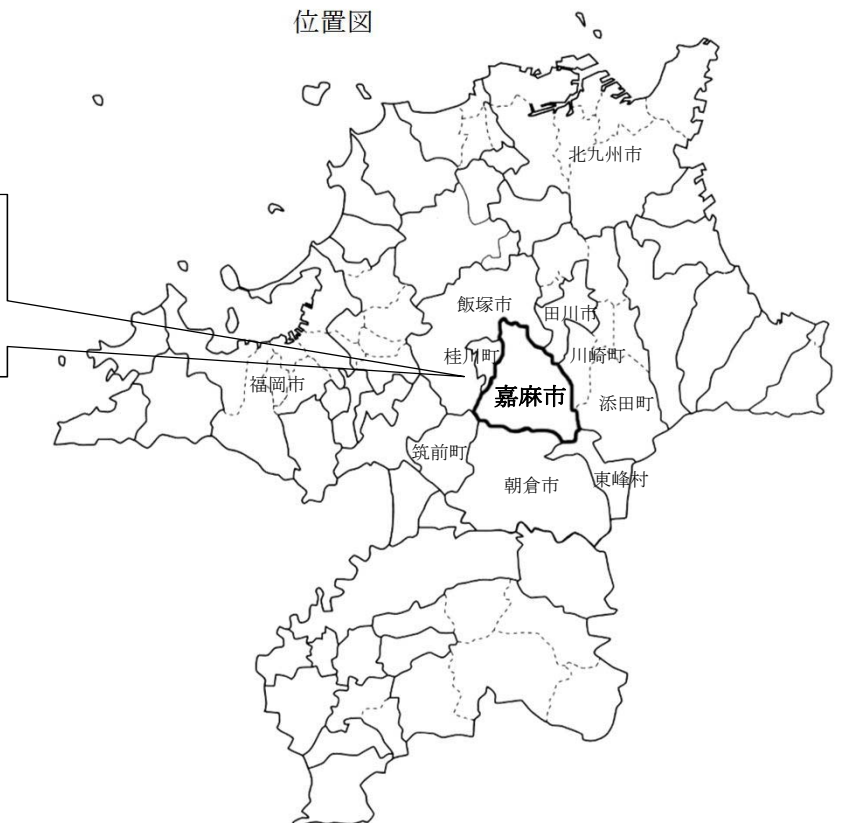 位置図
北九州市
飯塚市
田川市
桂川町
川崎町
福岡市
嘉麻市
添田町
筑前町
朝倉市
東峰村